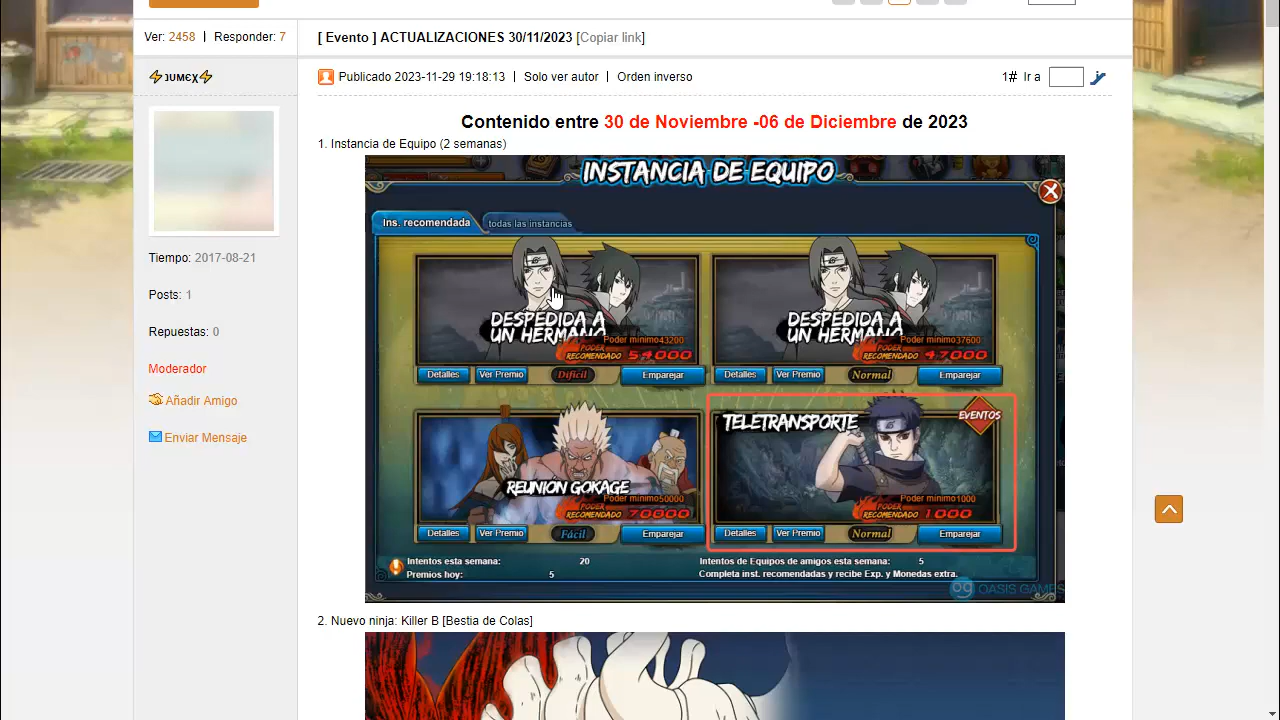 Ver: 2458 | Responder: 7
[ Evento ] ACTUALIZACIONES 30/11/2023 [Copiar link]
⚡ᴊᴜᴍєχ⚡
Publicado 2023-11-29 19:18:13 | Solo ver autor | Orden inverso
1# Ir a
Contenido entre 30 de Noviembre -06 de Diciembre de 2023
1. Instancia de Equipo (2 semanas)
INSTANCIA DE EQUIPO
Ins. recomendada todas las instancias
DESPEDIDA A
UN HERMANO
Poder minimo43200
PODER
RECOMENDADO 54000
Detalles Ver Premio Difícil Emparejar
DESPEDIDA A
UN HERMANO
Poder minimo37600
PODER
RECOMENDADO 47000
Detalles Ver Premio Normal Emparejar
REUNIÓN GOKAGE
Poder minimo50000
PODER
RECOMENDADO 70000
Detalles Ver Premio Fácil Emparejar
TELETRANSPORTE
EVENTOS
Poder minimo1000
PODER
RECOMENDADO 1000
Detalles Ver Premio Normal Emparejar
Intentos esta semana: 20
Premios hoy: 5
Intentos de Equipos de amigos esta semana: 5
Completa inst. recomendadas y recibe Exp. y Monedas extra.
og OASIS GAMES
2. Nuevo ninja: Killer B [Bestia de Colas]
Tiempo: 2017-08-21
Posts: 1
Repuestas: 0
Moderador
Añadir Amigo
Enviar Mensaje